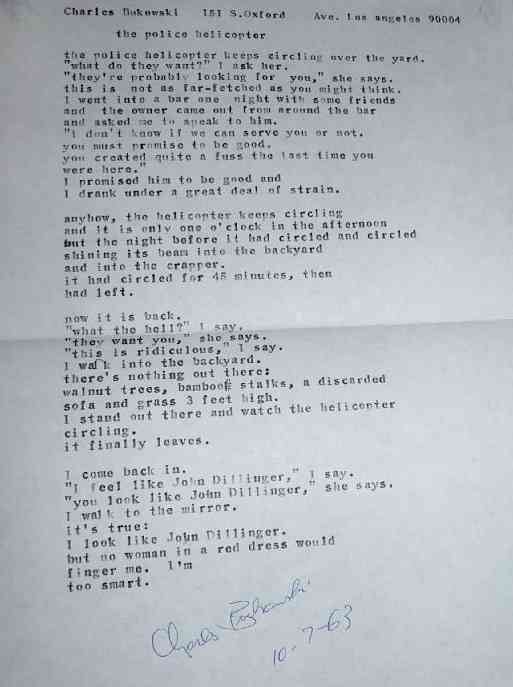 Charles Bukowski 151 S.Oxford Ave. Los angeles 90004
the police helicopter
the police helicopter keeps circling over the yard.
"what do they want?" I ask her.
"they're probably looking for you," she says.
this is not as far-fetched as you might think.
I went into a bar one night with some friends
and the owner came out from around the bar
and asked me to speak to him.
"I don't know if we can serve you or not.
you must promise to be good.
you created quite a fuss the last time you
were here."
I promised him to be good and
I drank under a great deal of strain.
anyhow, the helicopter keeps circling
and it is only one o'clock in the afternoon
but the night before it had circled and circled
shining its beam into the backyard
and into the crapper.
it had circled for 45 minutes, then
had left.
now it is back.
"what the hell?" I say.
"they want you," she says.
"this is ridiculous," I say.
I walk into the backyard.
there's nothing out there:
walnut trees, bamboo stalks, a discarded
sofa and grass 3 feet high.
I stand out there and watch the helicopter
circling.
it finally leaves.
I come back in.
"I feel like John Dillinger," I say.
"you look like John Dillinger," she says.
I walk to the mirror.
it's true:
I look like John Dillinger.
but no woman in a red dress would
finger me. I'm
too smart.
Charles Bukowski
10-7-63